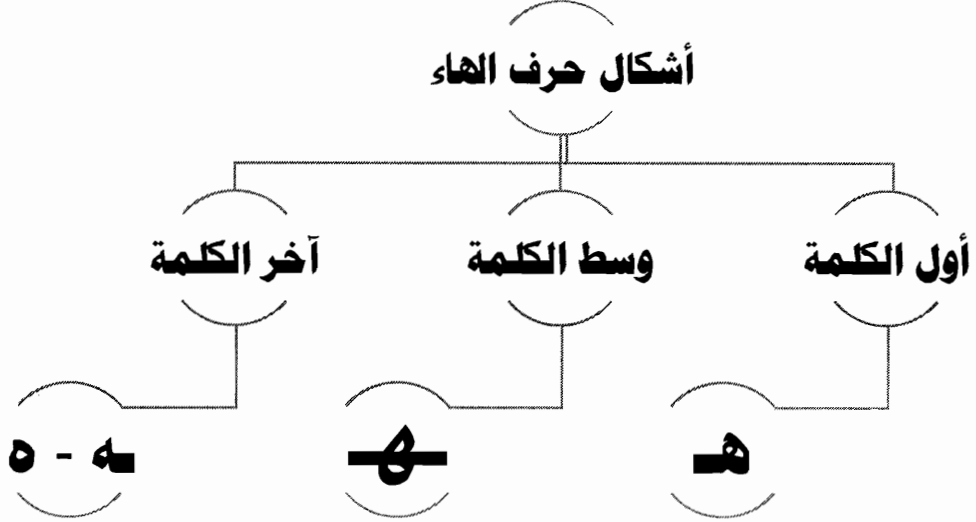 أشكال حرف الهاء
أول الكلمة
وسط الكلمة
آخر الكلمة
هـ
ـهـ
ـه - ه